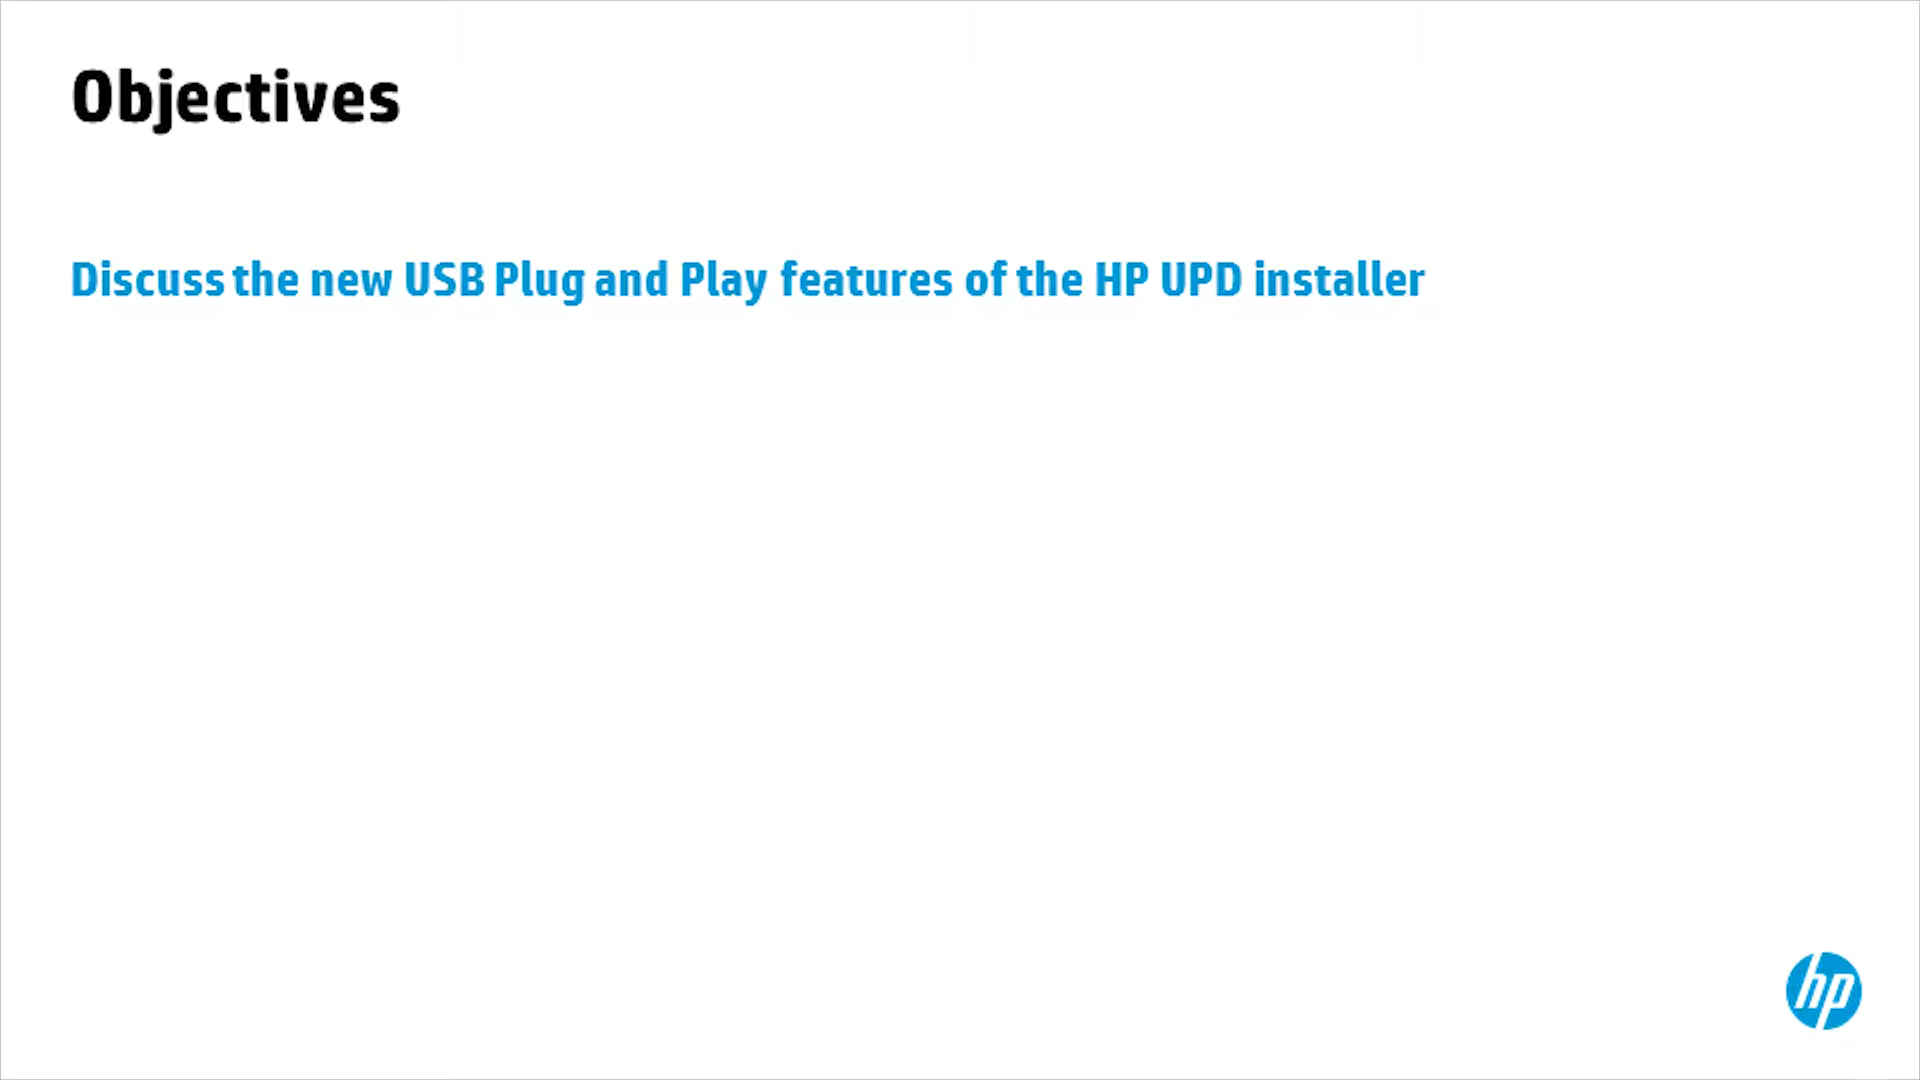 Objectives
Discuss the new USB Plug and Play features of the HP UPD installer
hp